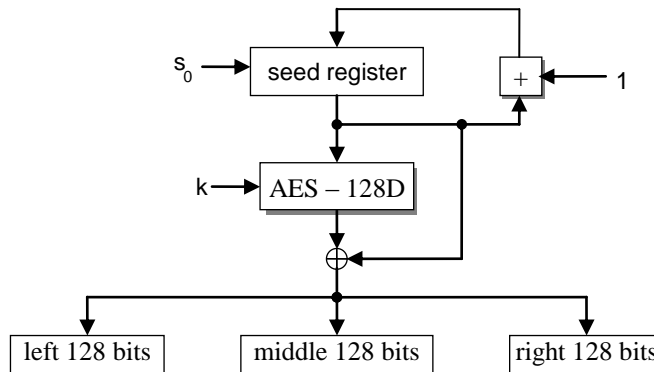 s0
seed register
+
1
k
AES – 128D
left 128 bits
middle 128 bits
right 128 bits